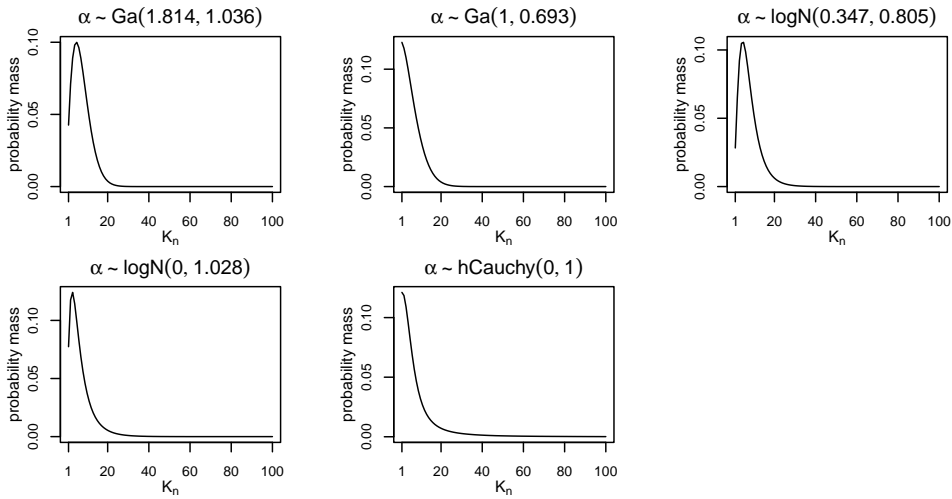 α ~ Ga(1.814, 1.036)
probability mass
0.00 0.05 0.10
1 20 40 60 80 100
Kn
α ~ Ga(1, 0.693)
probability mass
0.00 0.05 0.10
1 20 40 60 80 100
Kn
α ~ logN(0.347, 0.805)
probability mass
0.00 0.05 0.10
1 20 40 60 80 100
Kn
α ~ logN(0, 1.028)
probability mass
0.00 0.05 0.10
1 20 40 60 80 100
Kn
α ~ hCauchy(0, 1)
probability mass
0.00 0.05 0.10
1 20 40 60 80 100
Kn